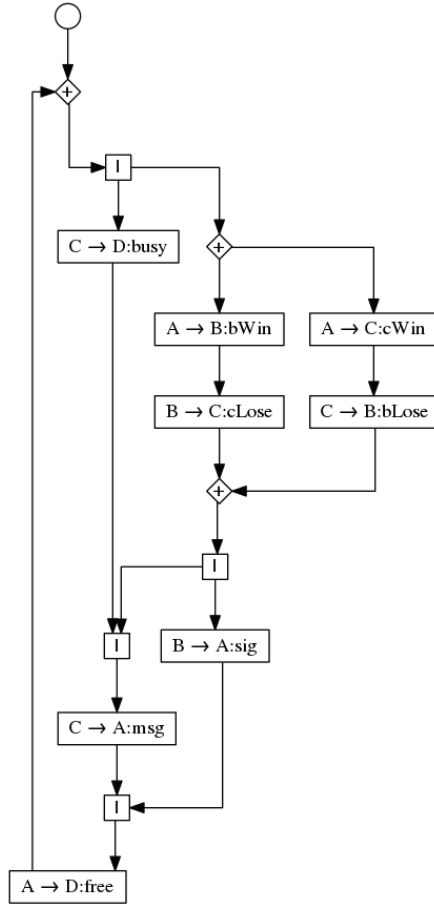 +
I
C → D:busy
+
A → B:bWin
A → C:cWin
B → C:cLose
C → B:bLose
+
I
I
B → A:sig
C → A:msg
I
A → D:free